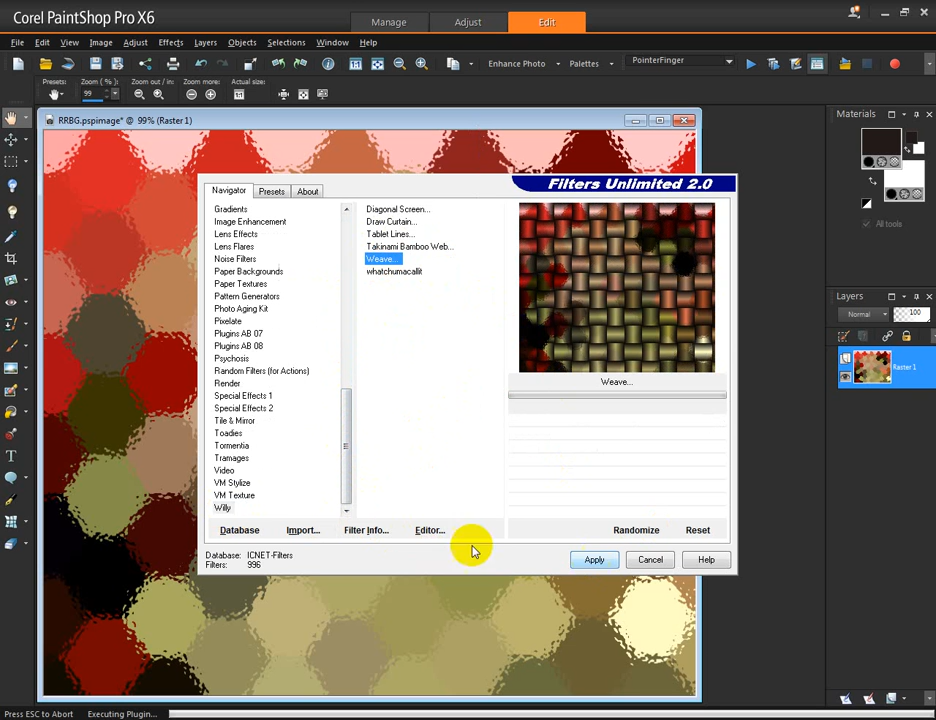 Corel PaintShop Pro X6
Manage Adjust Edit
File Edit View Image Adjust Effects Layers Objects Selections Window Help
Enhance Photo Palettes PointerFinger
Presets: Zoom (%): Zoom out/in: Zoom more: Actual size:
99
RRBG.pspimage* @ 99% (Raster 1)
Materials
All tools
Layers
Normal 100
Raster 1
Filters Unlimited 2.0
Navigator Presets About
Gradients
Image Enhancement
Lens Effects
Lens Flares
Noise Filters
Paper Backgrounds
Paper Textures
Pattern Generators
Photo Aging Kit
Pixelate
Plugins AB 07
Plugins AB 08
Psychosis
Random Filters (for Actions)
Render
Special Effects 1
Special Effects 2
Tile & Mirror
Toadies
Tormentia
Tramages
Video
VM Stylize
VM Texture
Willy
Diagonal Screen...
Draw Curtain...
Tablet Lines...
Takinami Bamboo Web...
Weave...
whatchumacallit
Weave...
Database Import... Filter Info... Editor... Randomize Reset
Database: ICNET-Filters
Filters: 996
Apply Cancel Help
Press ESC to Abort Executing Plugin...